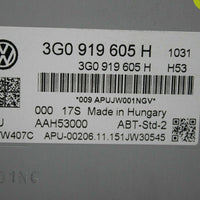 3G0 919 605 H 1031
3G0 919 605 H H53
*009 APUJW001NGV*
000 17S Made in Hungary
AAH53000 ABT-Std-2
W407C APU-00206.11.151JW30545